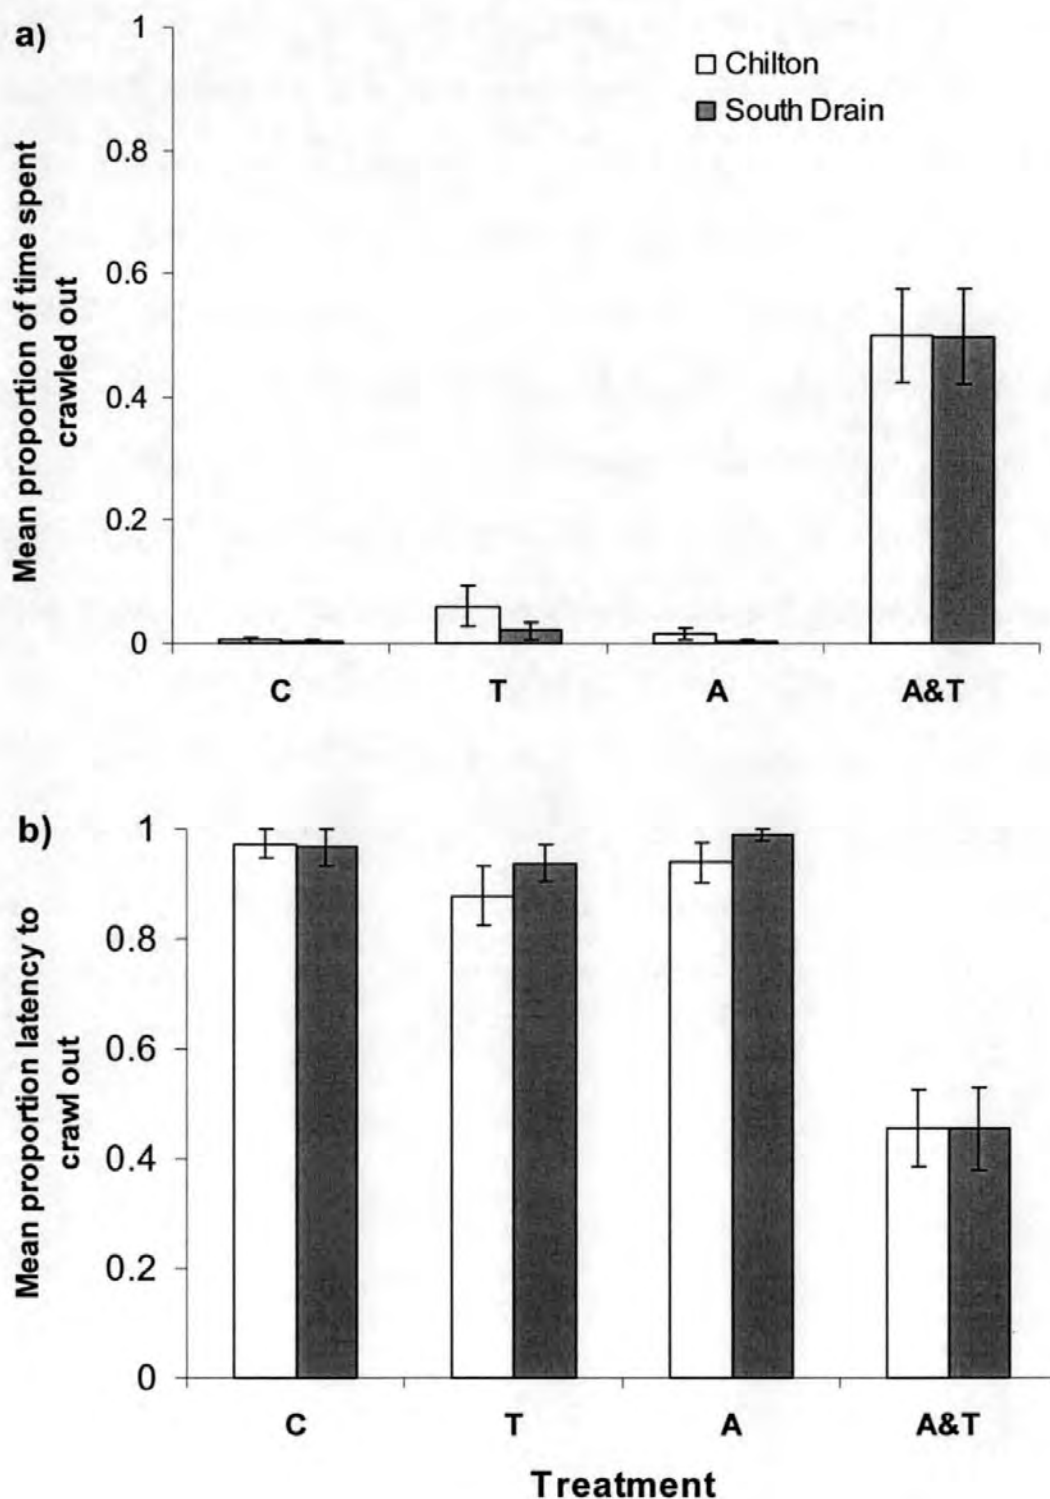 a)
Mean proportion of time spent
crawled out
1
0.8
0.6
0.4
0.2
0
Chilton
South Drain
C T A A&T
b)
Mean proportion latency to
crawl out
1
0.8
0.6
0.4
0.2
0
C T A A&T
Treatment